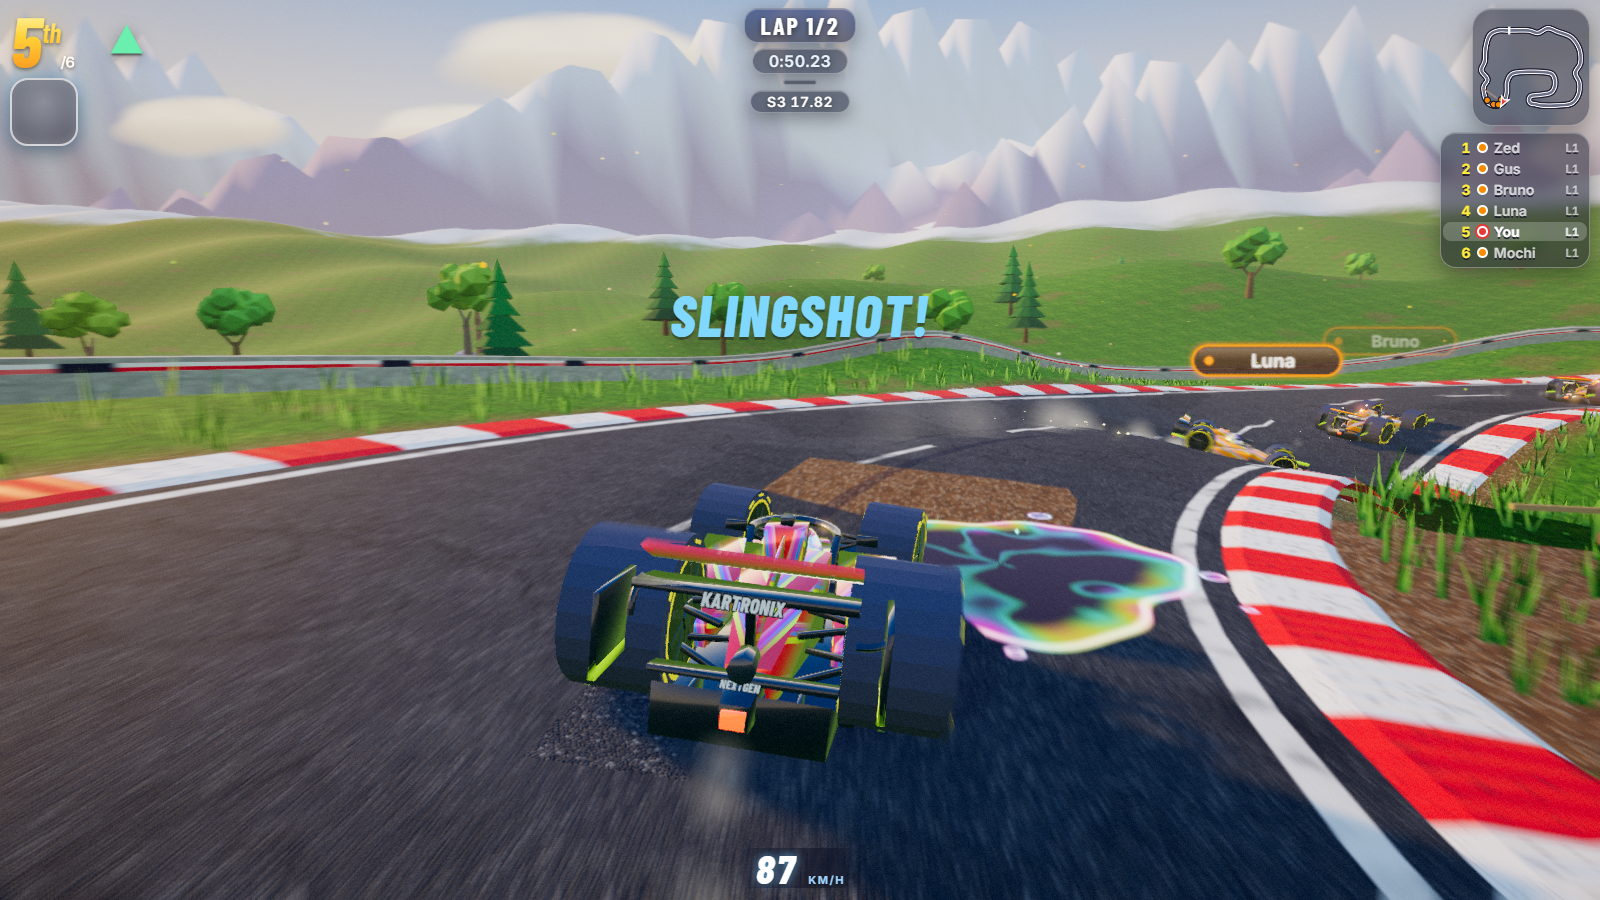 5th
/6
LAP 1/2
0:50.23
S3 17.82
1 Zed L1
2 Gus L1
3 Bruno L1
4 Luna L1
5 You L1
6 Mochi L1
SLINGSHOT!
Bruno
Luna
KARTRONIX
NEXTGEN
87 KM/H